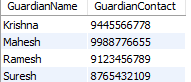 GuardianName GuardianContact
Krishna 9445566778
Mahesh 9988776655
Ramesh 9123456789
Suresh 8765432109